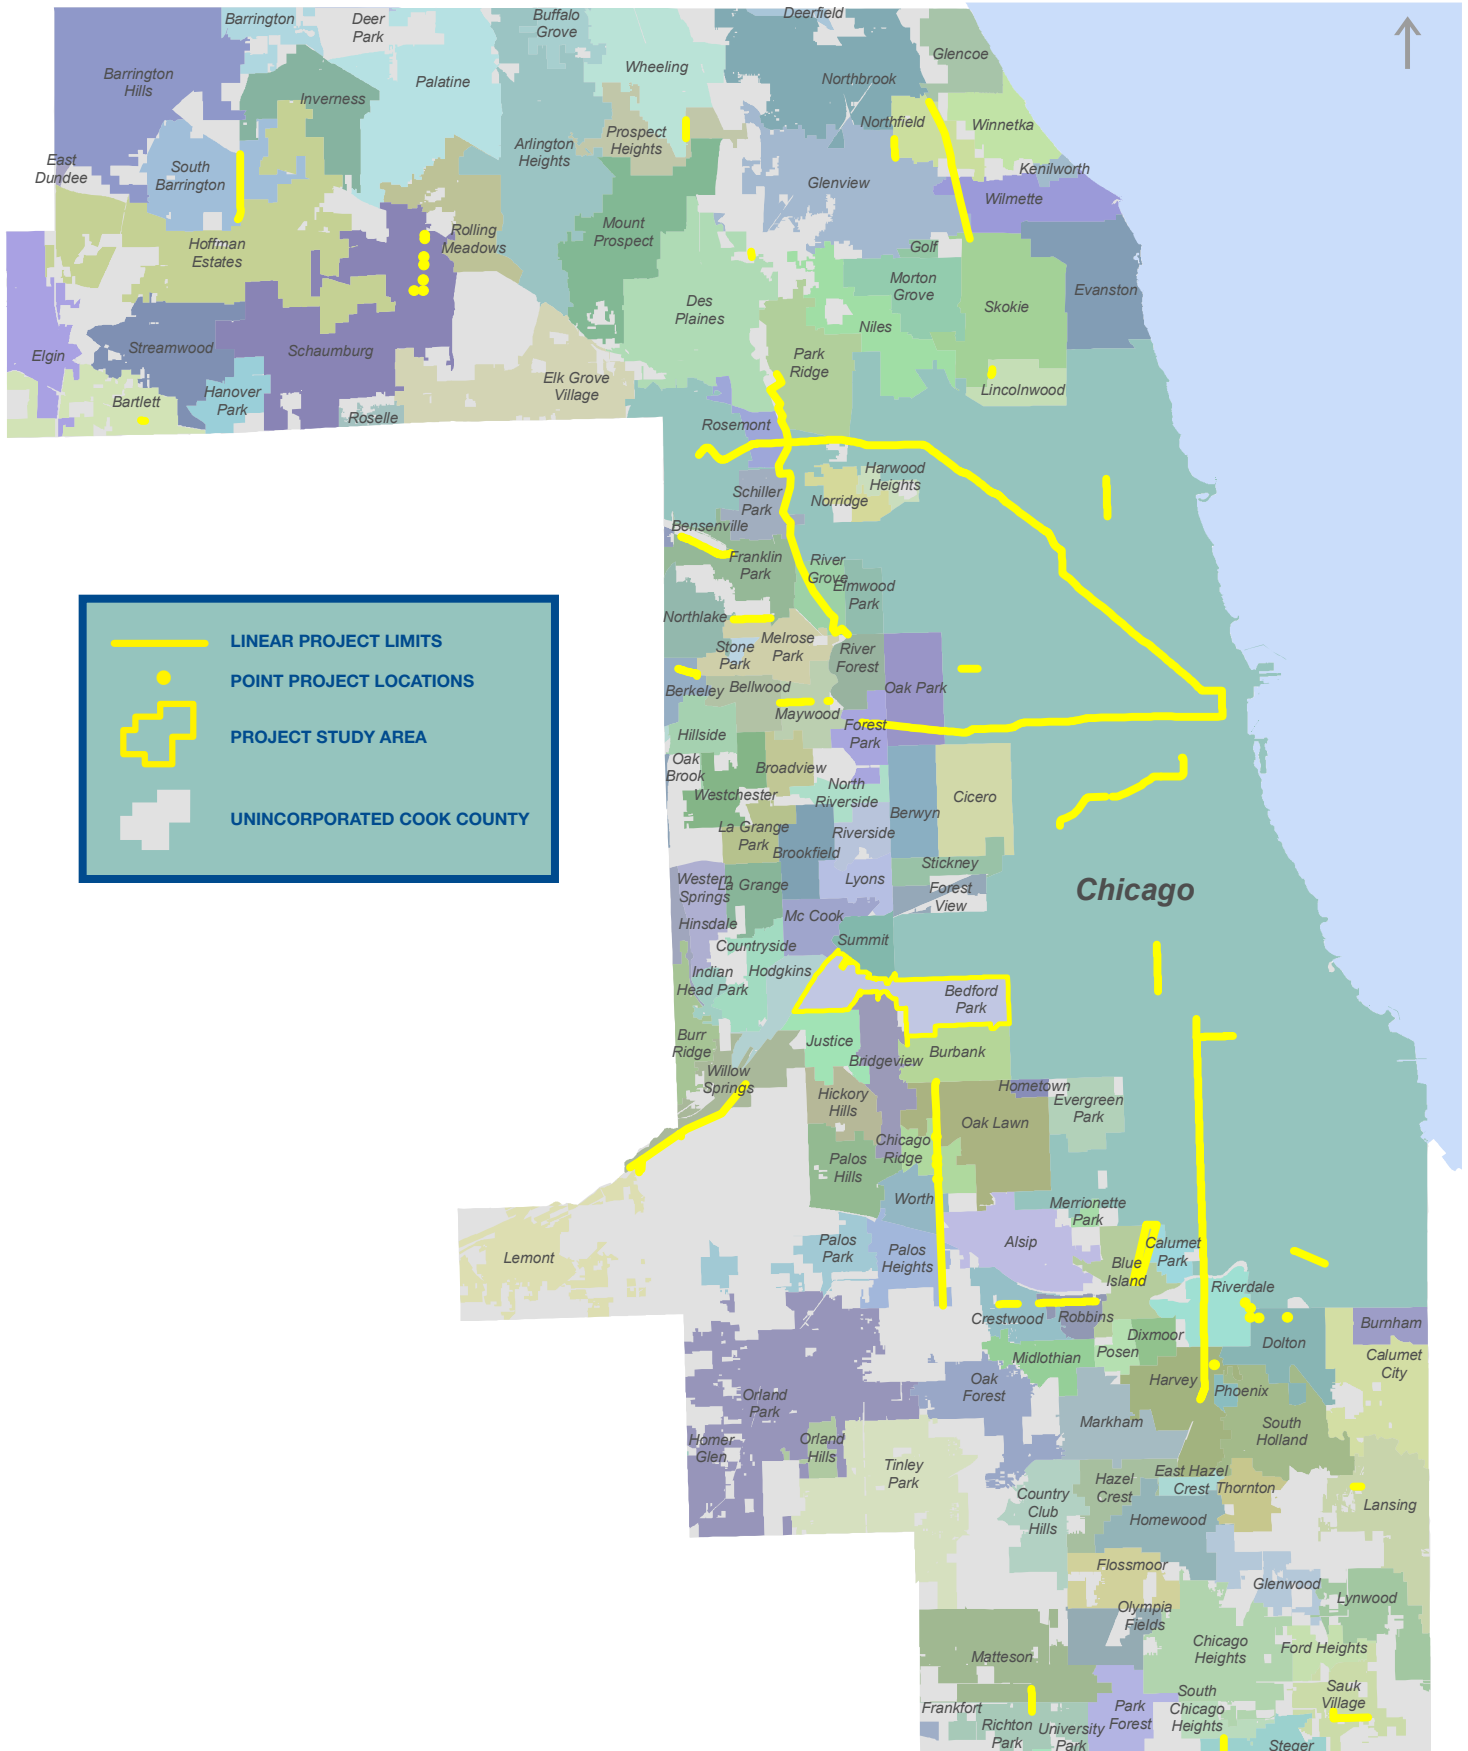 Barrington
Deer
Park
Buffalo
Grove
Deerfield
Glencoe
Barrington
Hills
Palatine
Wheeling
Northbrook
Inverness
Northfield
Winnetka
Arlington
Heights
Prospect
Heights
East
Dundee
South
Barrington
Kenilworth
Glenview
Wilmette
Rolling
Meadows
Mount
Prospect
Hoffman
Estates
Golf
Morton
Grove
Evanston
Des
Plaines
Skokie
Niles
Elgin
Streamwood
Schaumburg
Park
Ridge
Elk Grove
Village
Lincolnwood
Bartlett
Hanover
Park
Roselle
Rosemont
Harwood
Heights
Norridge
Schiller
Park
Bensenville
Franklin
Park
River
Grove
Elmwood
Park
Northlake
Melrose
Park
Stone
Park
River
Forest
Oak Park
Berkeley
Bellwood
Maywood
Forest
Park
Hillside
Oak
Brook
Broadview
North
Riverside
Westchester
Berwyn
Cicero
La Grange
Park
Riverside
Brookfield
Stickney
Western
Springs
La Grange
Lyons
Forest
View
Chicago
Hinsdale
Mc Cook
Countryside
Summit
Indian
Head Park
Hodgkins
Bedford
Park
Burr
Ridge
Justice
Bridgeview
Burbank
Willow
Springs
Hickory
Hills
Hometown
Evergreen
Park
Oak Lawn
Chicago
Ridge
Palos
Hills
Worth
Merrionette
Park
Lemont
Palos
Park
Palos
Heights
Alsip
Calumet
Park
Blue
Island
Riverdale
Crestwood
Robbins
Burnham
Dixmoor
Posen
Dolton
Midlothian
Calumet
City
Oak
Forest
Harvey
Phoenix
Orland
Park
Markham
South
Holland
Homer
Glen
Orland
Hills
Tinley
Park
Hazel
Crest
East Hazel
Crest
Thornton
Country
Club
Hills
Lansing
Homewood
Flossmoor
Glenwood
Lynwood
Olympia
Fields
Chicago
Heights
Ford Heights
Matteson
Sauk
Village
Frankfort
Richton
Park
University
Park
Park
Forest
South
Chicago
Heights
Steger
LINEAR PROJECT LIMITS
POINT PROJECT LOCATIONS
PROJECT STUDY AREA
UNINCORPORATED COOK COUNTY